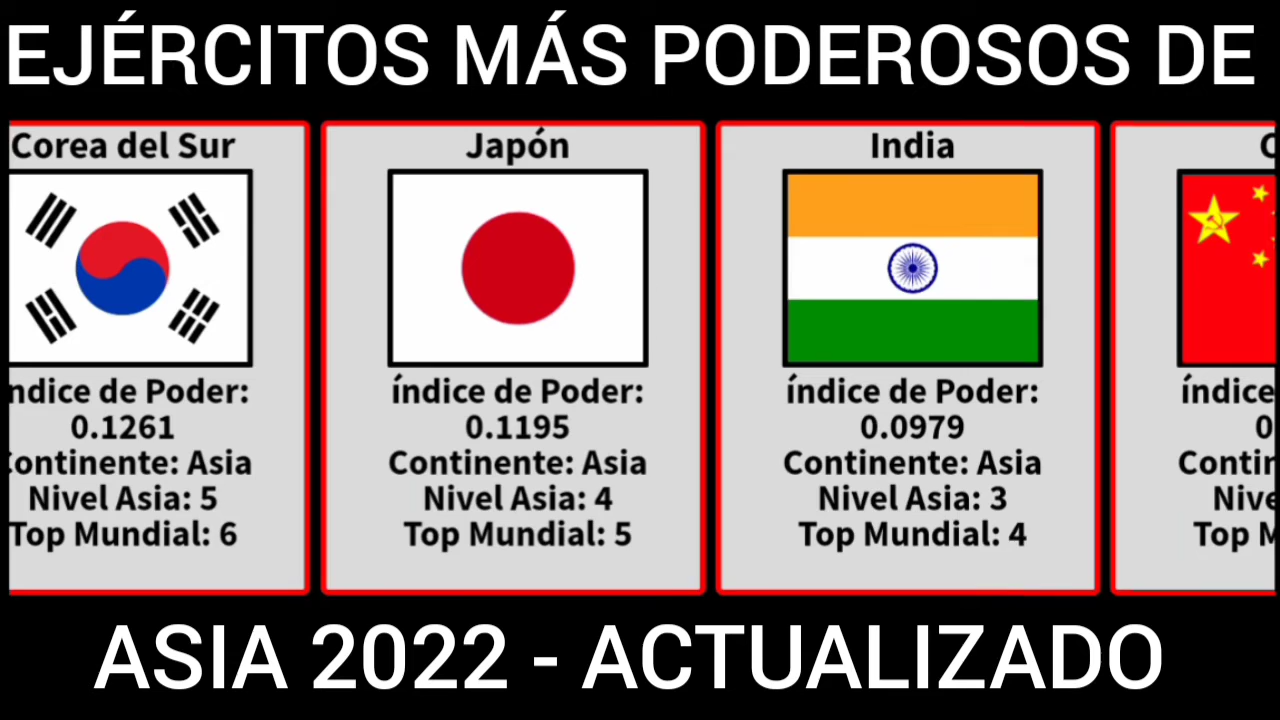 EJÉRCITOS MÁS PODEROSOS DE
Corea del Sur
ndice de Poder:
0.1261
Continente: Asia
Nivel Asia: 5
Top Mundial: 6
Japón
índice de Poder:
0.1195
Continente: Asia
Nivel Asia: 4
Top Mundial: 5
India
índice de Poder:
0.0979
Continente: Asia
Nivel Asia: 3
Top Mundial: 4
índice
Top
ASIA 2022 - ACTUALIZADO